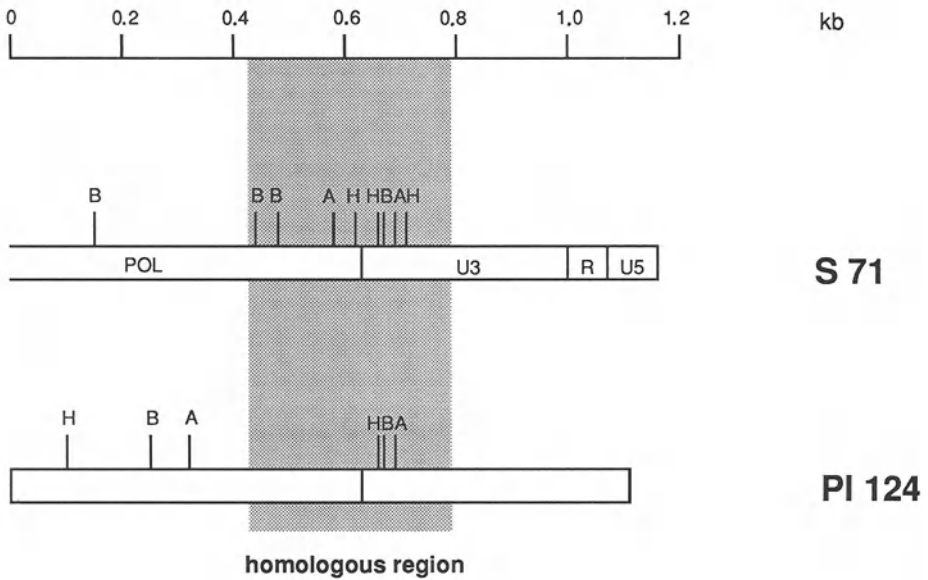 0 0.2 0.4 0.6 0.8 1.0 1.2 kb
B B B A H HBAH
POL U3 R U5 S 71
H B A HBA
PI 124
homologous region